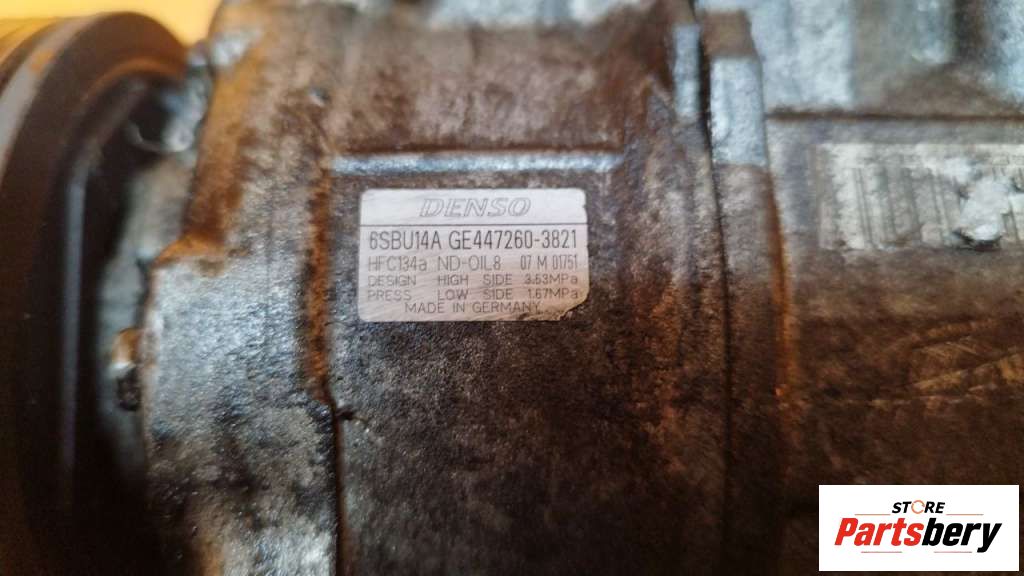 DENSO
6SBU14A GE447260-3821
HFC134a ND-OIL8 07 M 01751
DESIGN HIGH SIDE 3.53MPa
PRESS LOW SIDE 1.67MPa
MADE IN GERMANY
STORE
Partsbery